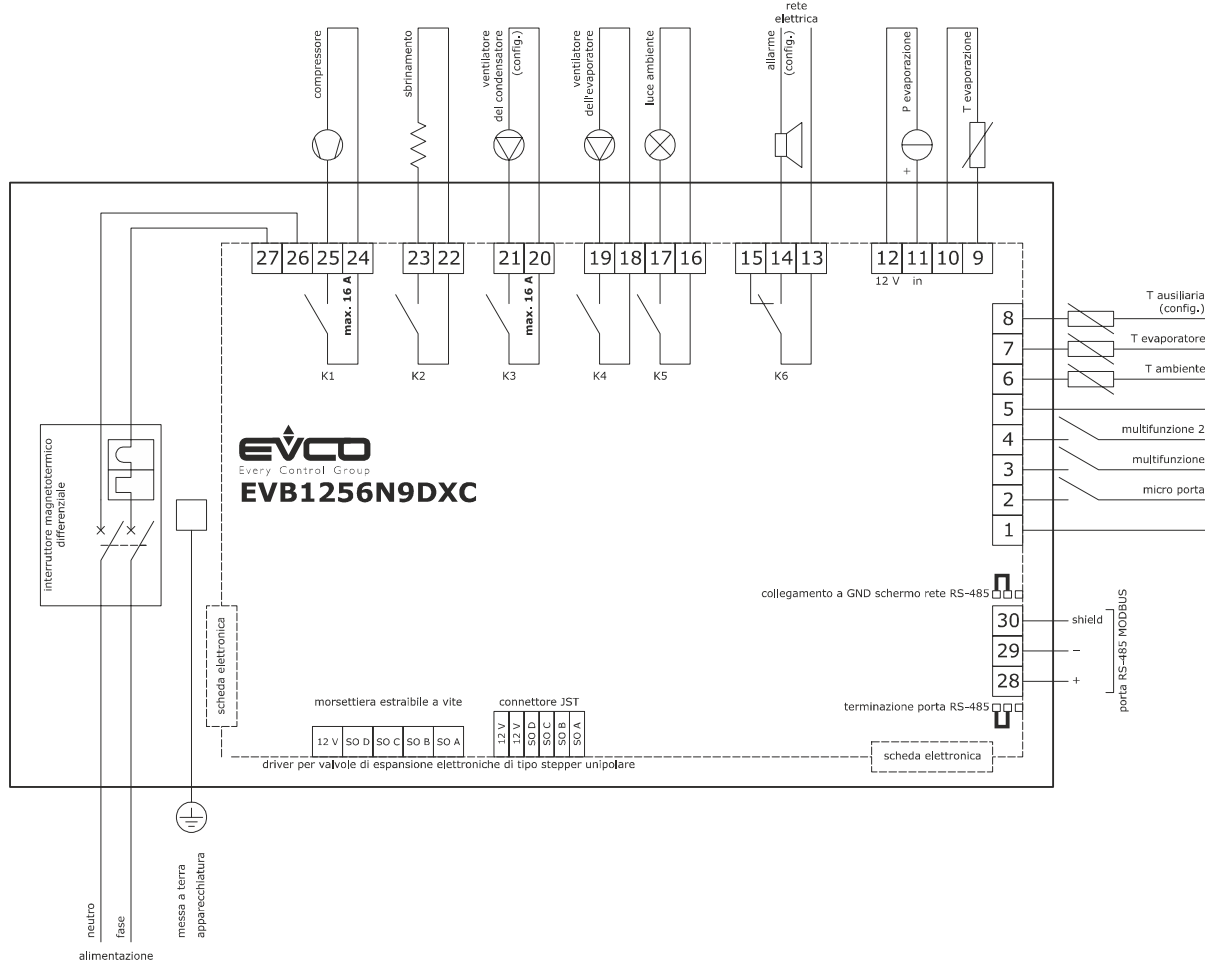 rete
elettrica
compressore
sbrinamento
ventilatore
del condensatore
(config.)
ventilatore
dell'evaporatore
luce ambiente
allarme
(config.)
P evaporazione
T evaporazione
+
27 26 25 24
23 22
21 20
19 18 17 16
15 14 13
12 11 10 9
12 V in
max. 16 A
max. 16 A
K1 K2 K3 K4 K5 K6
8 T ausiliaria
(config.)
7 T evaporatore
6 T ambiente
5
4 multifunzione 2
3 multifunzione
2 micro porta
1
interruttore magnetotermico
differenziale
EVCO
Every Control Group
EVB1256N9DXC
collegamento a GND schermo rete RS-485
30 shield
29 −
28 +
porta RS-485 MODBUS
terminazione porta RS-485
scheda elettronica
morsettiera estraibile a vite
connettore JST
12 V SO D SO C SO B SO A
12 V 12 V SO D SO C SO B SO A
driver per valvole di espansione elettroniche di tipo stepper unipolare
scheda elettronica
messa a terra
apparecchiatura
neutro
fase
alimentazione